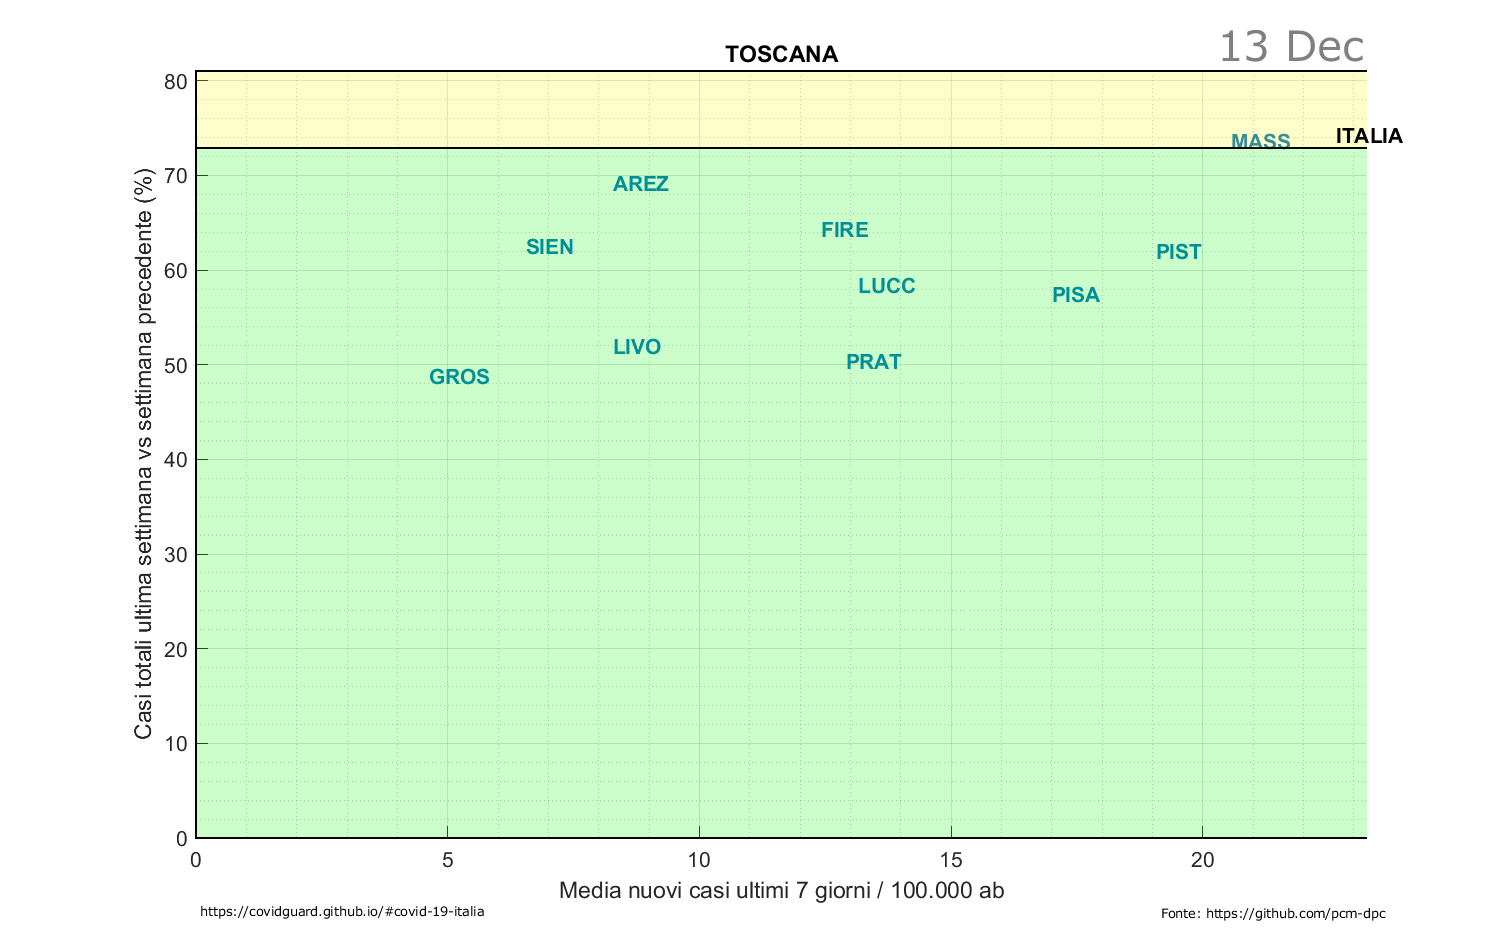 13 Dec
TOSCANA
80
MASS
ITALIA
70
AREZ
FIRE
SIEN
PIST
60
LUCC
PISA
LIVO
50
PRAT
GROS
40
30
20
10
0
Casi totali ultima settimana vs settimana precedente (%)
0 5 10 15 20
Media nuovi casi ultimi 7 giorni / 100.000 ab
https://covidguard.github.io/#covid-19-italia
Fonte: https://github.com/pcm-dpc